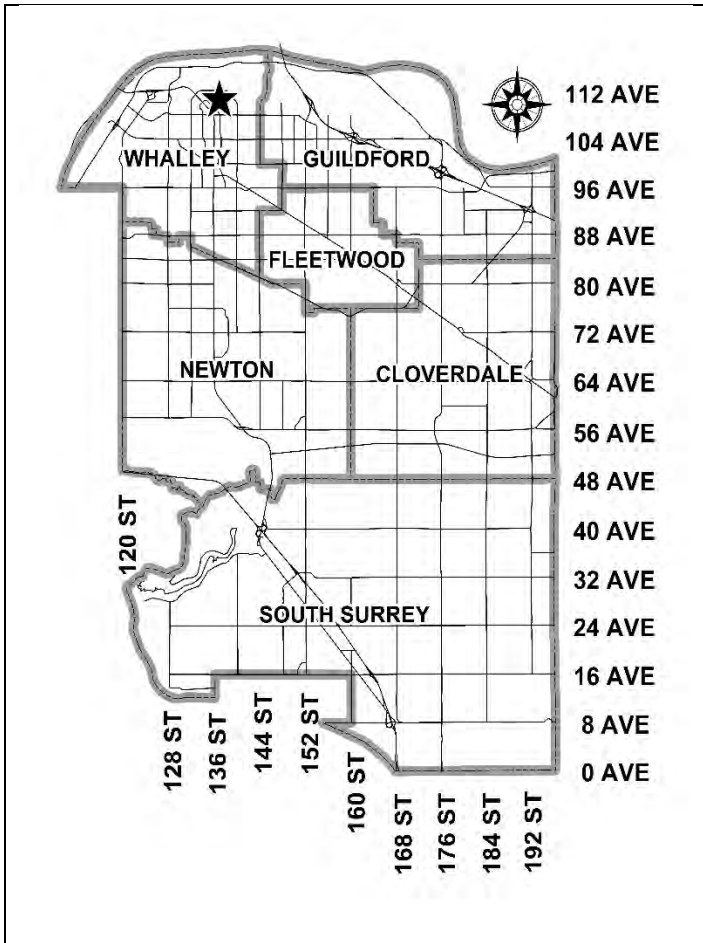 112 AVE
104 AVE
WHALLEY
GUILDFORD
96 AVE
88 AVE
FLEETWOOD
80 AVE
72 AVE
NEWTON
CLOVERDALE
64 AVE
56 AVE
48 AVE
120 ST
40 AVE
32 AVE
SOUTH SURREY
24 AVE
16 AVE
128 ST
136 ST
144 ST
152 ST
8 AVE
160 ST
0 AVE
168 ST
176 ST
184 ST
192 ST